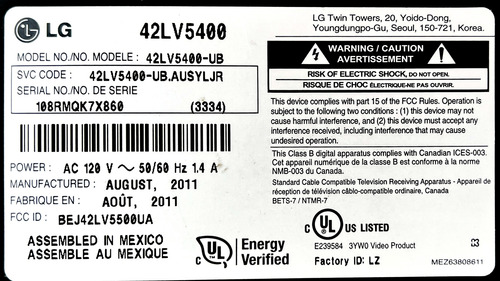 LG 42LV5400
MODEL NO./NO. MODELE : 42LV5400-UB
SVC CODE : 42LV5400-UB.AUSYLJR
SERIAL NO./NO. DE SERIE
108RMQK7X860 (3334)
POWER : AC 120 V ~ 50/60 Hz 1.4 A
MANUFACTURED : AUGUST, 2011
FABRIQUÉ EN : AOÛT, 2011
FCC ID : BEJ42LV5500UA
ASSEMBLED IN MEXICO
ASSEMBLE AU MEXIQUE
UL Energy Verified
LG Twin Towers, 20, Yoido-Dong,
Youngdungpo-Gu, Seoul, 150-721, Korea.
WARNING / CAUTION
AVERTISSEMENT
RISK OF ELECTRIC SHOCK, DO NOT OPEN.
RISQUE DE CHOC ÉLECTRIQUE-NE PAS OUVRIR.
This device complies with part 15 of the FCC Rules. Operation is
subject to the following two conditions : (1) this device may not
cause harmful interference, and (2) this device must accept any
interference received, including interference that may cause
undesired operation.
This Class B digital apparatus complies with Canadian ICES-003.
Cet appareil numérique de la classe B est conforme à la norme
NMB-003 du Canada.
Standard Cable Compatible Television Receiving Apparatus - Appareil de
réception de télévision câblo-compatible ordinaire, Canada
BETS-7 / NTMR-7
C UL US LISTED
E239584 3YW0 Video Product
Factory ID: LZ
MEZ63808611